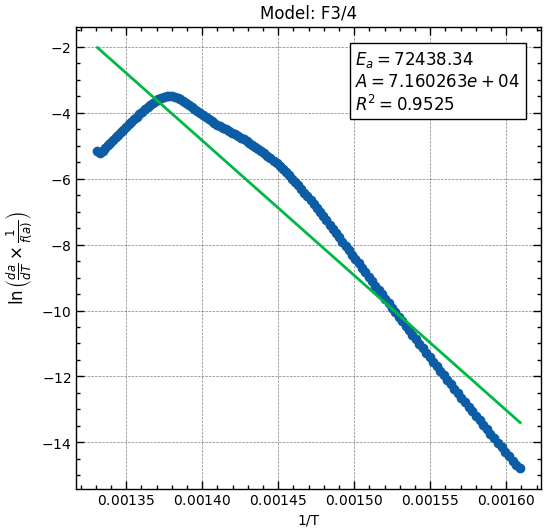 Model: F3/4
E_a = 72438.34
A = 7.160263e + 04
R^2 = 0.9525
−2
−4
−6
−8
−10
−12
−14
ln (da/dT × 1/f(a))
0.00135 0.00140 0.00145 0.00150 0.00155 0.00160
1/T